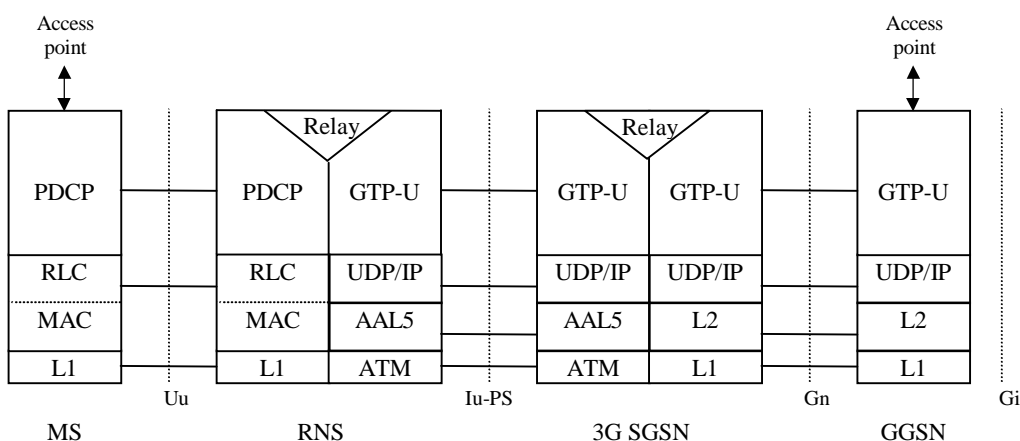 Access
point
Access
point
Relay
Relay
PDCP
PDCP
GTP-U
GTP-U
GTP-U
GTP-U
RLC
RLC
UDP/IP
UDP/IP
UDP/IP
UDP/IP
MAC
MAC
AAL5
AAL5
L2
L2
L1
L1
ATM
ATM
L1
L1
Uu
Iu-PS
Gn
Gi
MS
RNS
3G SGSN
GGSN